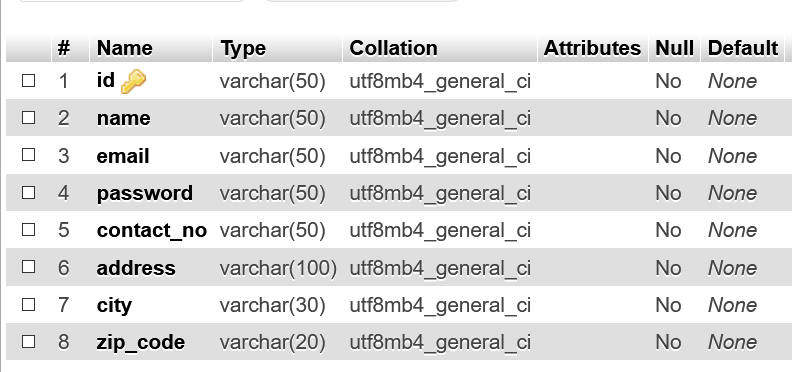 # Name Type Collation Attributes Null Default
1 id varchar(50) utf8mb4_general_ci No None
2 name varchar(50) utf8mb4_general_ci No None
3 email varchar(50) utf8mb4_general_ci No None
4 password varchar(50) utf8mb4_general_ci No None
5 contact_no varchar(50) utf8mb4_general_ci No None
6 address varchar(100) utf8mb4_general_ci No None
7 city varchar(30) utf8mb4_general_ci No None
8 zip_code varchar(20) utf8mb4_general_ci No None